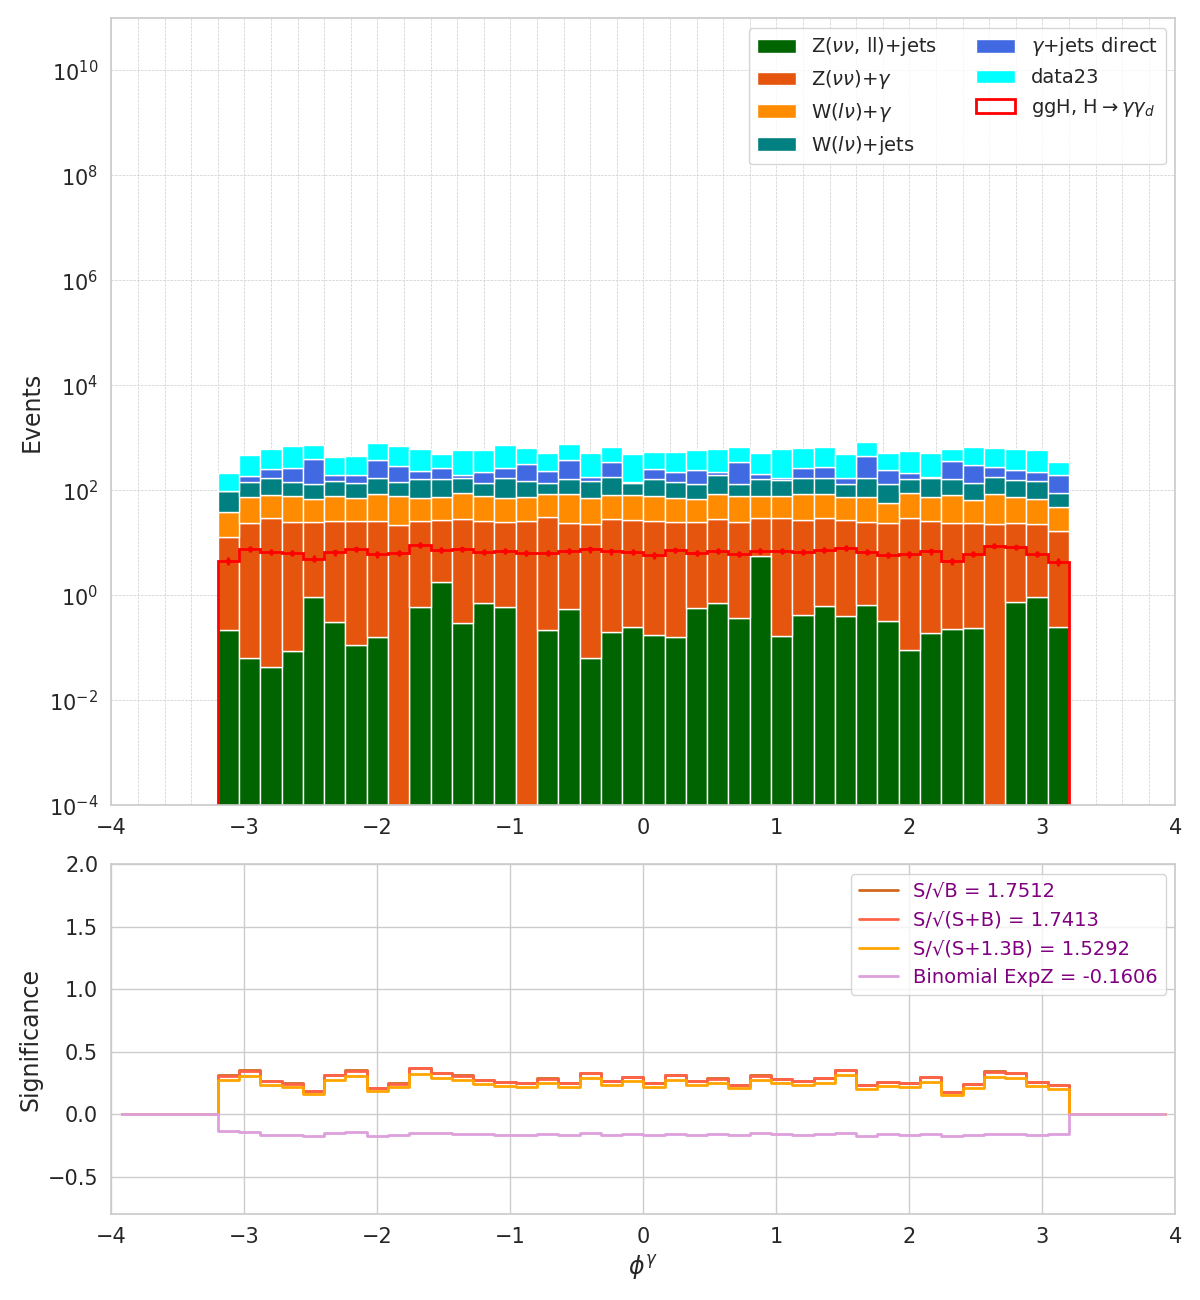 Events
10^10
10^8
10^6
10^4
10^2
10^0
10^−2
10^−4
Z(νν, ll)+jets
Z(νν)+γ
W(lν)+γ
W(lν)+jets
γ+jets direct
data23
ggH, H → γγ_d
−4 −3 −2 −1 0 1 2 3 4
Significance
2.0
1.5
1.0
0.5
0.0
−0.5
S/√B = 1.7512
S/√(S+B) = 1.7413
S/√(S+1.3B) = 1.5292
Binomial ExpZ = -0.1606
−4 −3 −2 −1 0 1 2 3 4
ϕ^γ